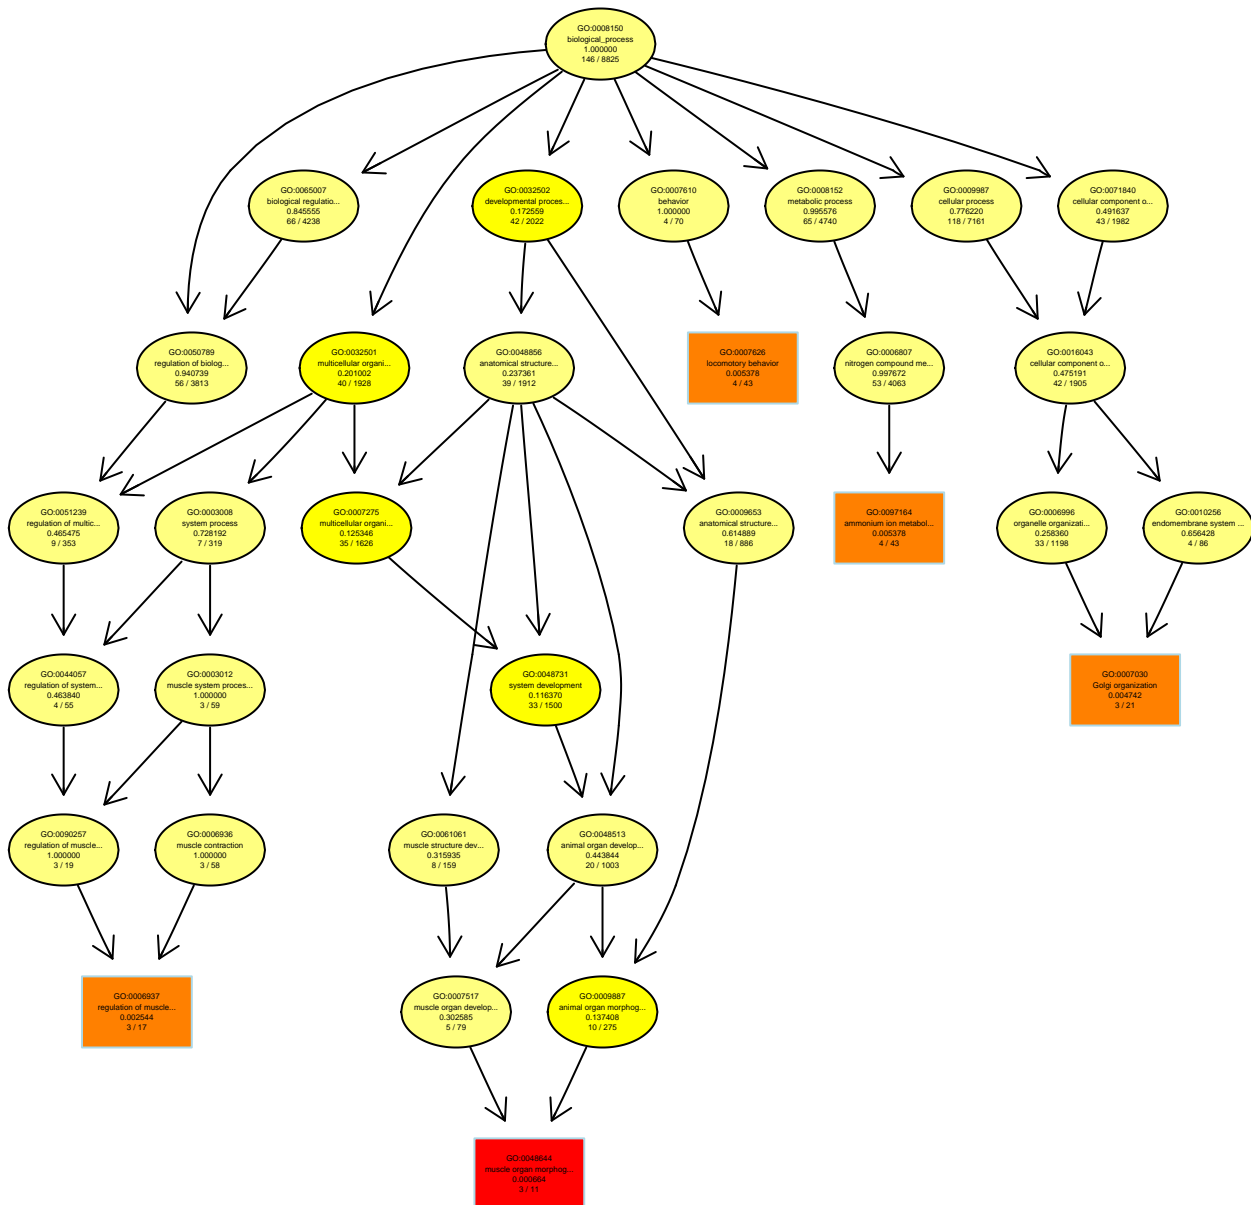 GO:0008150
biological_process
1.000000
146 / 8825
GO:0065007
biological regulatio...
0.845555
66 / 4238
GO:0032502
developmental proces...
0.172559
42 / 2022
GO:0007610
behavior
1.000000
4 / 70
GO:0008152
metabolic process
0.995576
65 / 4740
GO:0009987
cellular process
0.776220
118 / 7161
GO:0071840
cellular component o...
0.491637
43 / 1982
GO:0050789
regulation of biolog...
0.940739
56 / 3813
GO:0032501
multicellular organi...
0.201002
40 / 1928
GO:0048856
anatomical structure...
0.237361
39 / 1912
GO:0007626
locomotory behavior
0.005378
4 / 43
GO:0006807
nitrogen compound me...
0.997672
53 / 4063
GO:0016043
cellular component o...
0.475191
42 / 1905
GO:0051239
regulation of multic...
0.465475
9 / 353
GO:0003008
system process
0.728192
7 / 319
GO:0007275
multicellular organi...
0.125346
35 / 1626
GO:0009653
anatomical structure...
0.614889
18 / 886
GO:0097164
ammonium ion metabol...
0.005378
4 / 43
GO:0006996
organelle organizati...
0.258360
33 / 1198
GO:0010256
endomembrane system ...
0.656428
4 / 86
GO:0044057
regulation of system...
0.463840
4 / 55
GO:0003012
muscle system proces...
1.000000
3 / 59
GO:0048731
system development
0.116370
33 / 1500
GO:0007030
Golgi organization
0.004742
3 / 21
GO:0090257
regulation of muscle...
1.000000
3 / 19
GO:0006936
muscle contraction
1.000000
3 / 58
GO:0061061
muscle structure dev...
0.315935
8 / 159
GO:0048513
animal organ develop...
0.443844
20 / 1003
GO:0006937
regulation of muscle...
0.002544
3 / 17
GO:0007517
muscle organ develop...
0.302585
5 / 79
GO:0009887
animal organ morphog...
0.137408
10 / 275
GO:0048644
muscle organ morphog...
0.000664
3 / 11